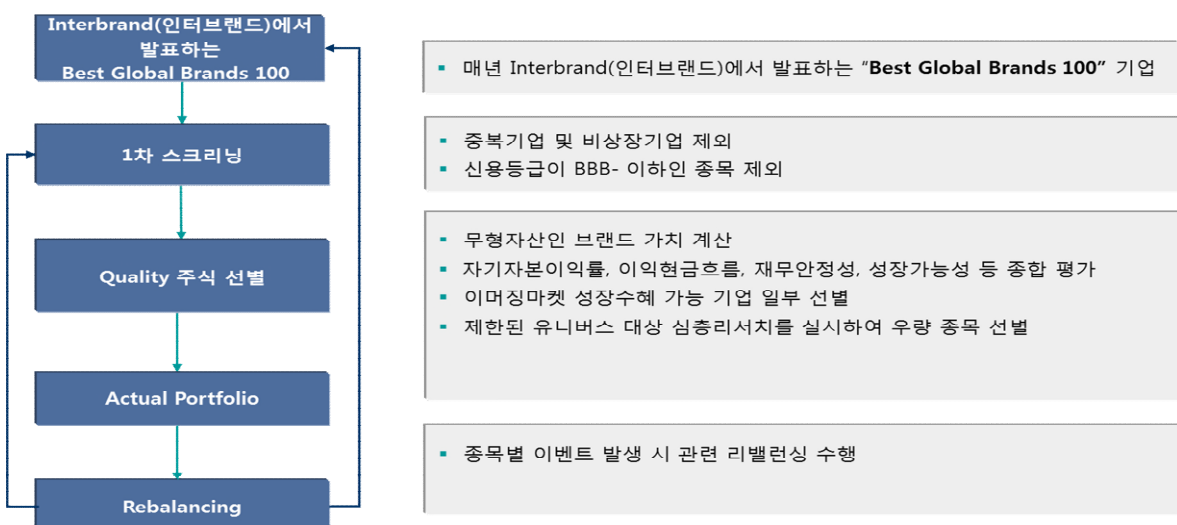 Interbrand(인터브랜드)에서
발표하는
Best Global Brands 100
▪ 매년 Interbrand(인터브랜드)에서 발표하는 “Best Global Brands 100” 기업
1차 스크리닝
▪ 중복기업 및 비상장기업 제외
▪ 신용등급이 BBB- 이하인 종목 제외
Quality 주식 선별
▪ 무형자산인 브랜드 가치 계산
▪ 자기자본이익률, 이익현금흐름, 재무안정성, 성장가능성 등 종합 평가
▪ 이머징마켓 성장수혜 가능 기업 일부 선별
▪ 제한된 유니버스 대상 심층리서치를 실시하여 우량 종목 선별
Actual Portfolio
▪ 종목별 이벤트 발생 시 관련 리밸런싱 수행
Rebalancing